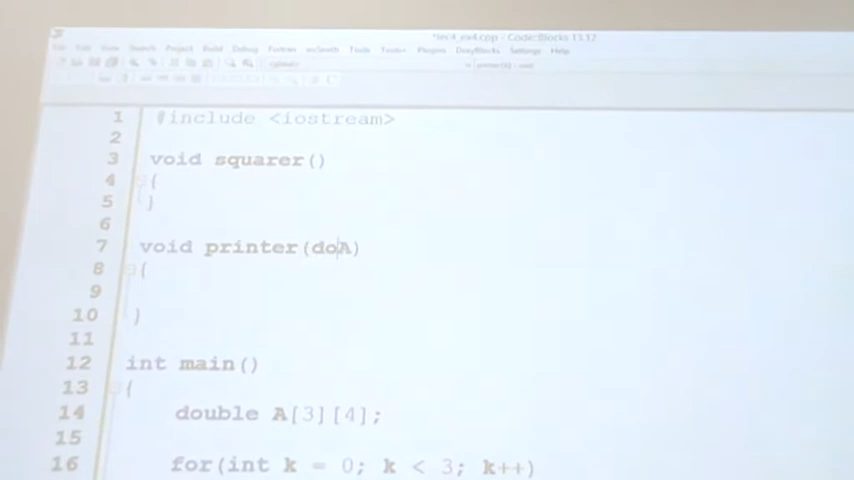 *lec4_ex4.cpp - Code::Blocks 13.12
File Edit View Search Project Build Debug Fortran wxSmith Tools Tools+ Plugins DoxyBlocks Settings Help
1 #include <iostream>
2
3 void squarer()
4 {
5 }
6
7 void printer(doA)
8 {
9
10 }
11
12 int main()
13 {
14 double A[3][4];
15
16 for(int k = 0; k < 3; k++)